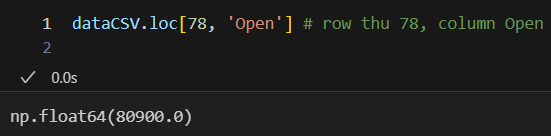 1 dataCSV.loc[78, 'Open'] # row thu 78, column Open
2
0.0s
np.float64(80900.0)